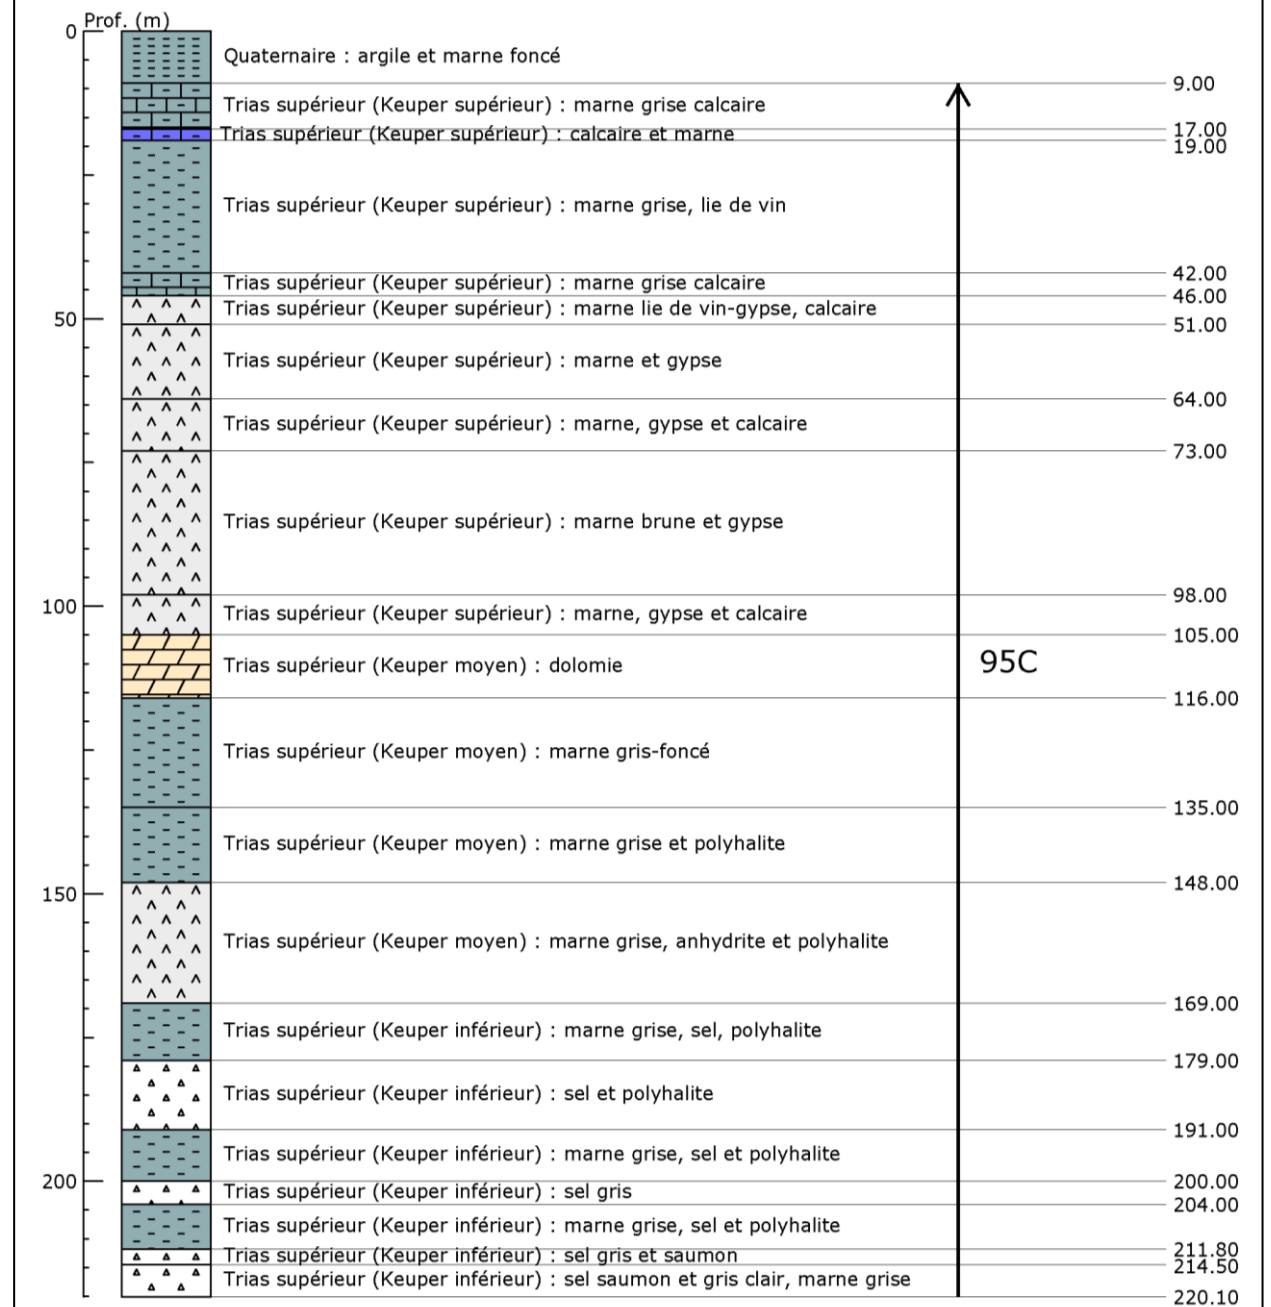 Prof. (m)
0
Quaternaire : argile et marne foncé
9.00
Trias supérieur (Keuper supérieur) : marne grise calcaire
17.00
Trias supérieur (Keuper supérieur) : calcaire et marne
19.00
Trias supérieur (Keuper supérieur) : marne grise, lie de vin
42.00
Trias supérieur (Keuper supérieur) : marne grise calcaire
46.00
Trias supérieur (Keuper supérieur) : marne lie de vin-gypse, calcaire
50
51.00
Trias supérieur (Keuper supérieur) : marne et gypse
64.00
Trias supérieur (Keuper supérieur) : marne, gypse et calcaire
73.00
Trias supérieur (Keuper supérieur) : marne brune et gypse
98.00
100
Trias supérieur (Keuper supérieur) : marne, gypse et calcaire
105.00
Trias supérieur (Keuper moyen) : dolomie
95C
116.00
Trias supérieur (Keuper moyen) : marne gris-foncé
135.00
Trias supérieur (Keuper moyen) : marne grise et polyhalite
148.00
150
Trias supérieur (Keuper moyen) : marne grise, anhydrite et polyhalite
169.00
Trias supérieur (Keuper inférieur) : marne grise, sel, polyhalite
179.00
Trias supérieur (Keuper inférieur) : sel et polyhalite
191.00
Trias supérieur (Keuper inférieur) : marne grise, sel et polyhalite
200
200.00
Trias supérieur (Keuper inférieur) : sel gris
204.00
Trias supérieur (Keuper inférieur) : marne grise, sel et polyhalite
211.80
Trias supérieur (Keuper inférieur) : sel gris et saumon
214.50
Trias supérieur (Keuper inférieur) : sel saumon et gris clair, marne grise
220.10